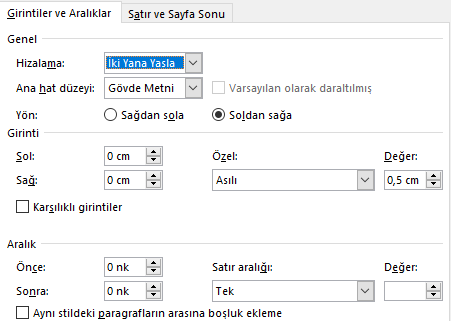 Girintiler ve Aralıklar Satır ve Sayfa Sonu
Genel
Hizalama: İki Yana Yasla
Ana hat düzeyi: Gövde Metni Varsayılan olarak daraltılmış
Yön: Sağdan sola Soldan sağa
Girinti
Sol: 0 cm Özel: Değer:
Sağ: 0 cm Asılı 0,5 cm
Karşılıklı girintiler
Aralık
Önce: 0 nk Satır aralığı: Değer:
Sonra: 0 nk Tek
Aynı stildeki paragrafların arasına boşluk ekleme